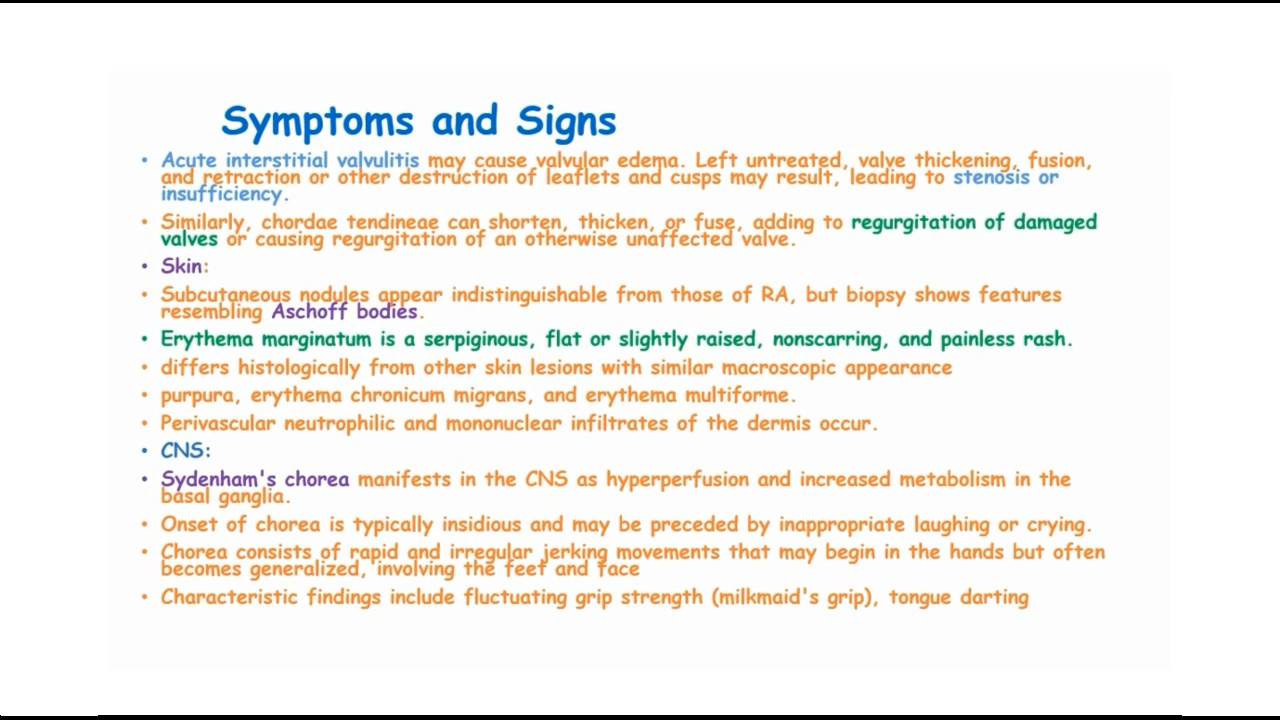 Symptoms and Signs
• Acute interstitial valvulitis may cause valvular edema. Left untreated, valve thickening, fusion,
and retraction or other destruction of leaflets and cusps may result, leading to stenosis or
insufficiency.
• Similarly, chordae tendineae can shorten, thicken, or fuse, adding to regurgitation of damaged
valves or causing regurgitation of an otherwise unaffected valve.
• Skin:
• Subcutaneous nodules appear indistinguishable from those of RA, but biopsy shows features
resembling Aschoff bodies.
• Erythema marginatum is a serpiginous, flat or slightly raised, nonscarring, and painless rash.
• differs histologically from other skin lesions with similar macroscopic appearance
• purpura, erythema chronicum migrans, and erythema multiforme.
• Perivascular neutrophilic and mononuclear infiltrates of the dermis occur.
• CNS:
• Sydenham's chorea manifests in the CNS as hyperperfusion and increased metabolism in the
basal ganglia.
• Onset of chorea is typically insidious and may be preceded by inappropriate laughing or crying.
• Chorea consists of rapid and irregular jerking movements that may begin in the hands but often
becomes generalized, involving the feet and face
• Characteristic findings include fluctuating grip strength (milkmaid's grip), tongue darting